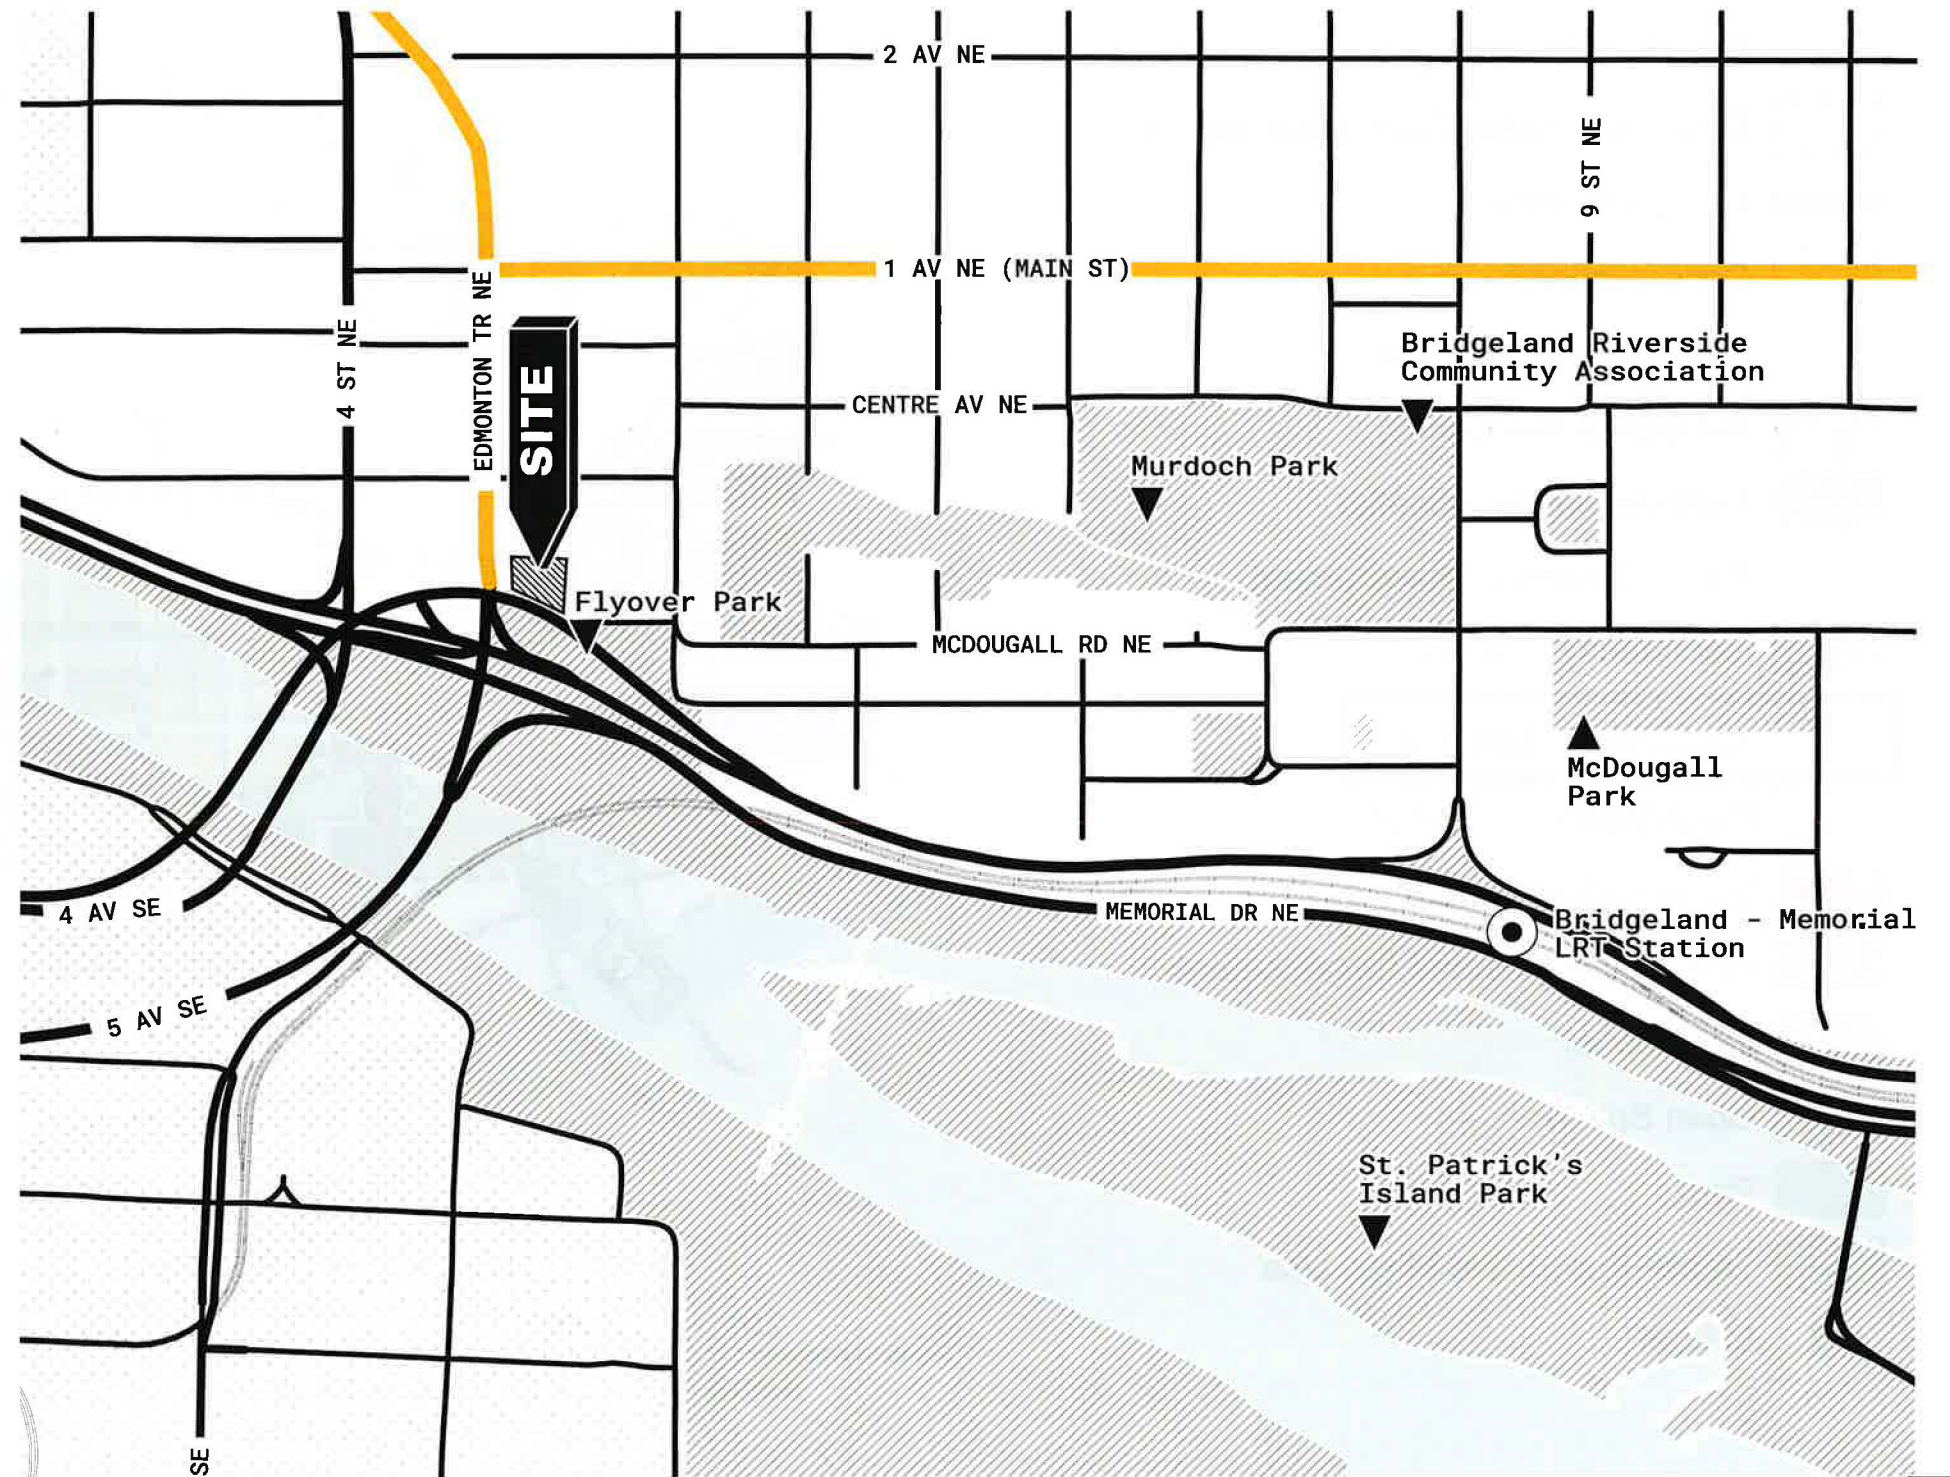 2 AV NE
9 ST NE
1 AV NE (MAIN ST)
EDMONTON TR NE
4 ST NE
SITE
Bridgeland Riverside
Community Association
CENTRE AV NE
Murdoch Park
Flyover Park
MCDOUGALL RD NE
McDougall
Park
4 AV SE
MEMORIAL DR NE
Bridgeland - Memorial
LRT Station
5 AV SE
St. Patrick's
Island Park
SE